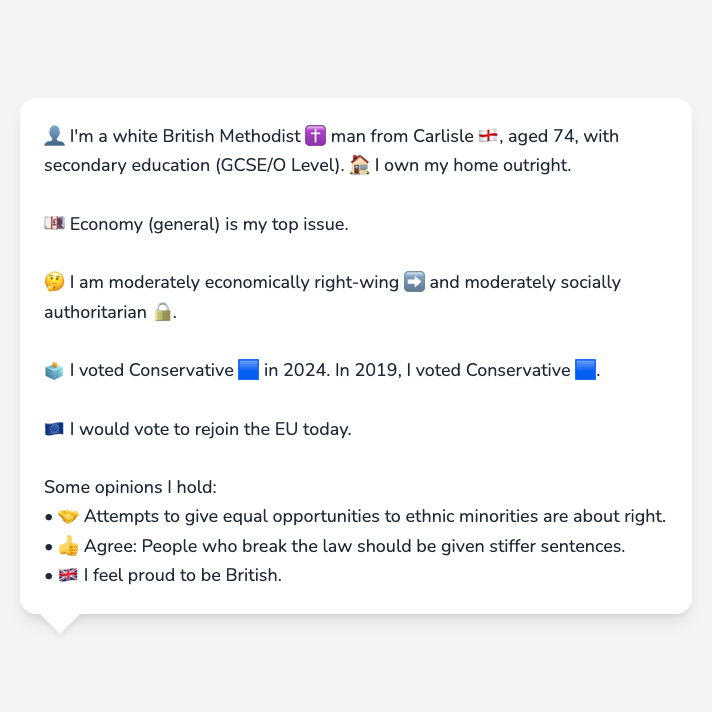 👤 I'm a white British Methodist ✝️ man from Carlisle 🏴󠁧󠁢󠁥󠁮󠁧󠁿, aged 74, with
secondary education (GCSE/O Level). 🏠 I own my home outright.
💷 Economy (general) is my top issue.
🤔 I am moderately economically right-wing ➡️ and moderately socially
authoritarian 🔒.
🗳️ I voted Conservative 🟦 in 2024. In 2019, I voted Conservative 🟦.
🇪🇺 I would vote to rejoin the EU today.
Some opinions I hold:
• 🤝 Attempts to give equal opportunities to ethnic minorities are about right.
• 👍 Agree: People who break the law should be given stiffer sentences.
• 🇬🇧 I feel proud to be British.